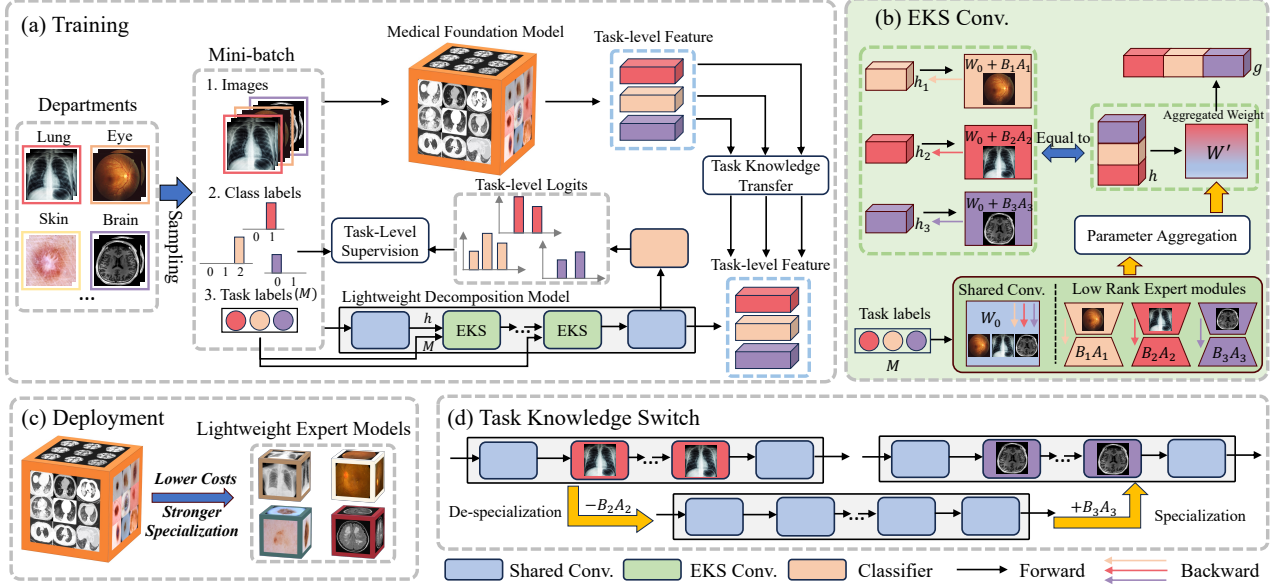 (a) Training
Departments
Lung
Eye
Skin
Brain
...
Sampling
Mini-batch
1. Images
2. Class labels
0 1
0 1 2
0 1
3. Task labels (M)
Medical Foundation Model
Task-level Feature
Task Knowledge
Transfer
Task-level Logits
Task-Level
Supervision
Task-level Feature
Lightweight Decomposition Model
h
M
EKS
...
EKS
(b) EKS Conv.
h₁
W₀ + B₁A₁
h₂
W₀ + B₂A₂
h₃
W₀ + B₃A₃
Equal to
g
Aggregated Weight
h
W′
Parameter Aggregation
Task labels
M
Shared Conv.
W₀
Low Rank Expert modules
B₁A₁
B₂A₂
B₃A₃
(c) Deployment
Lightweight Expert Models
Lower Costs
Stronger
Specialization
(d) Task Knowledge Switch
...
...
De-specialization
−B₂A₂
...
+B₃A₃
Specialization
Shared Conv.
EKS Conv.
Classifier
Forward
Backward